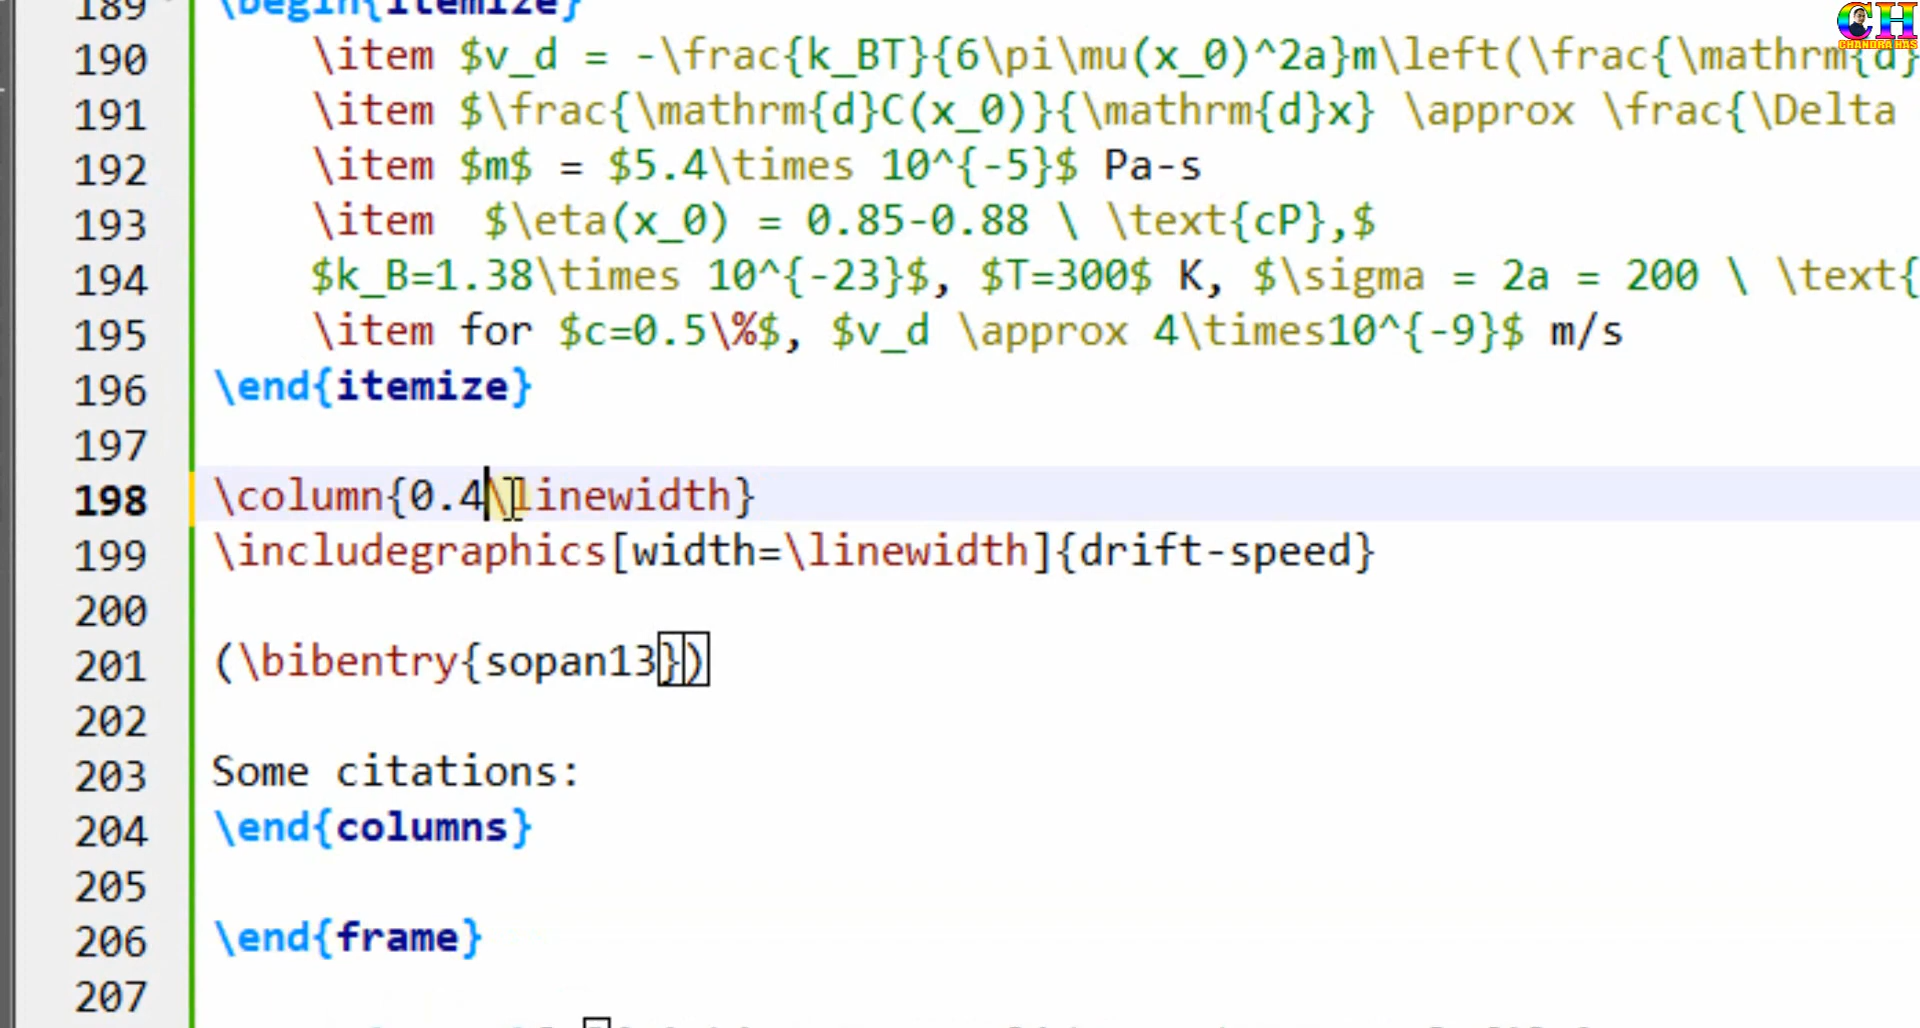 CH
CHANDRA HAS
189 \begin{itemize}
190 \item $v_d = -\frac{k_BT}{6\pi\mu(x_0)^2a}m\left(\frac{\mathrm{d}
191 \item $\frac{\mathrm{d}C(x_0)}{\mathrm{d}x} \approx \frac{\Delta
192 \item $m$ = $5.4\times 10^{-5}$ Pa-s
193 \item  $\eta(x_0) = 0.85-0.88 \ \text{cP},$
194 $k_B=1.38\times 10^{-23}$, $T=300$ K, $\sigma = 2a = 200 \ \text{
195 \item for $c=0.5\%$, $v_d \approx 4\times10^{-9}$ m/s
196 \end{itemize}
197
198 \column{0.4\linewidth}
199 \includegraphics[width=\linewidth]{drift-speed}
200
201 (\bibentry{sopan13})
202
203 Some citations:
204 \end{columns}
205
206 \end{frame}
207